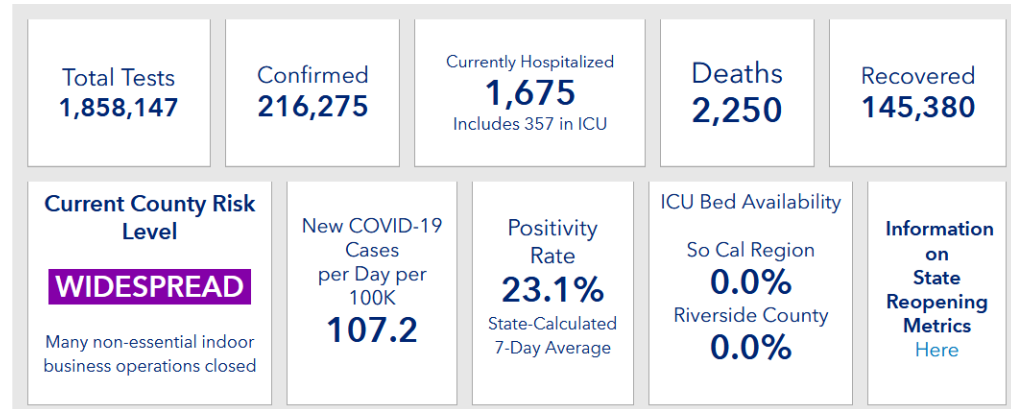 Total Tests
1,858,147
Confirmed
216,275
Currently Hospitalized
1,675
Includes 357 in ICU
Deaths
2,250
Recovered
145,380
Current County Risk
Level
WIDESPREAD
Many non-essential indoor
business operations closed
New COVID-19
Cases
per Day per
100K
107.2
Positivity
Rate
23.1%
State-Calculated
7-Day Average
ICU Bed Availability
So Cal Region
0.0%
Riverside County
0.0%
Information
on
State
Reopening
Metrics
Here